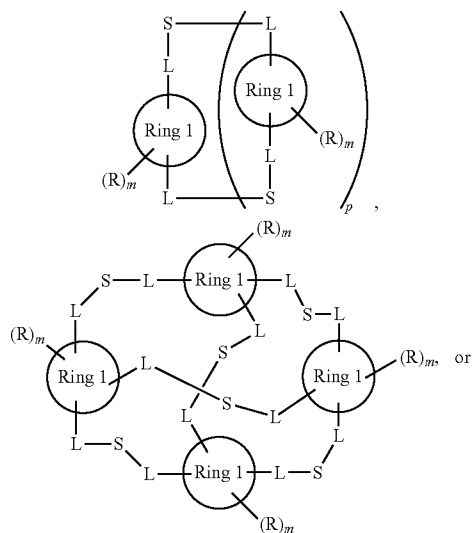 S L
L
Ring 1
Ring 1
(R)m
(R)m
L
L S
p ,
(R)m
S L Ring 1 L
L L S L
(R)m S
Ring 1 L Ring 1 (R)m, or
S L
L L L
S L Ring 1 L S
(R)m